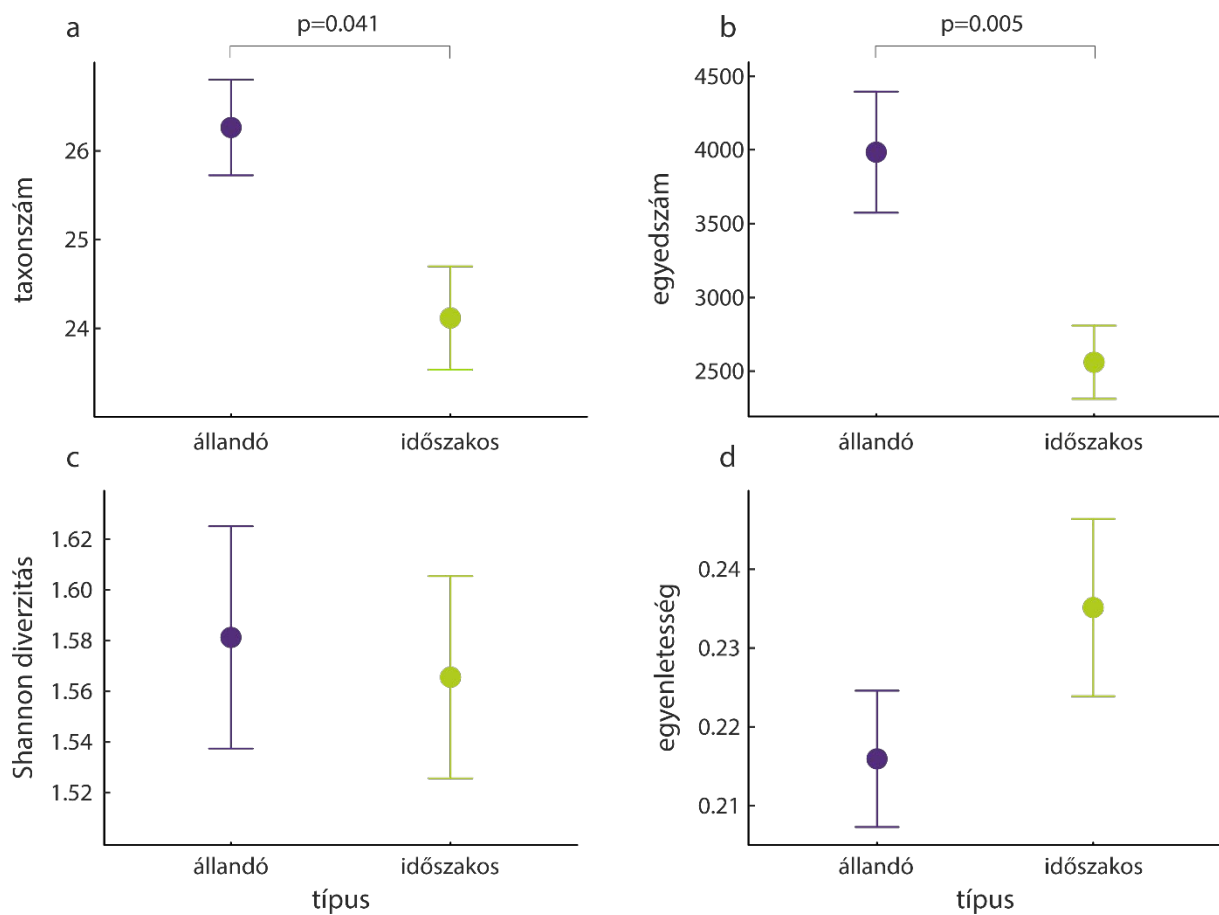 a
p=0.041
taxonszám
26
25
24
állandó
időszakos
b
p=0.005
egyedszám
4500
4000
3500
3000
2500
állandó
időszakos
c
Shannon diverzitás
1.62
1.60
1.58
1.56
1.54
1.52
állandó
időszakos
típus
d
egyenletesség
0.24
0.23
0.22
0.21
állandó
időszakos
típus